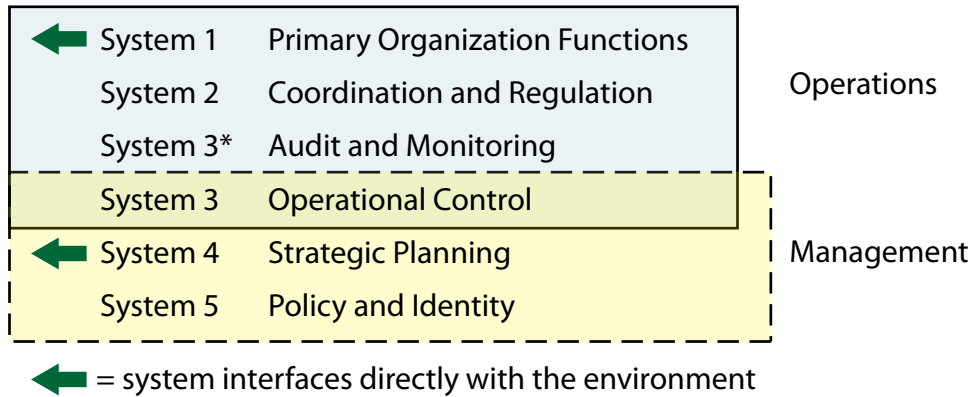 System 1 Primary Organization Functions
System 2 Coordination and Regulation
Operations
System 3* Audit and Monitoring
System 3 Operational Control
System 4 Strategic Planning
Management
System 5 Policy and Identity
= system interfaces directly with the environment